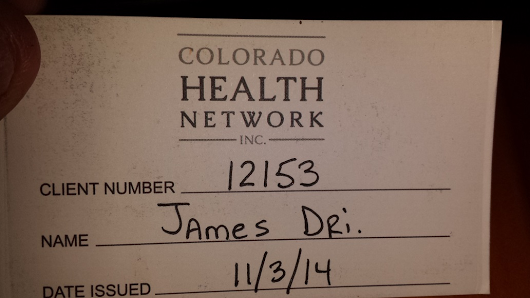 COLORADO
HEALTH
NETWORK
INC.
CLIENT NUMBER 12153
NAME James Dri.
DATE ISSUED 11/3/14